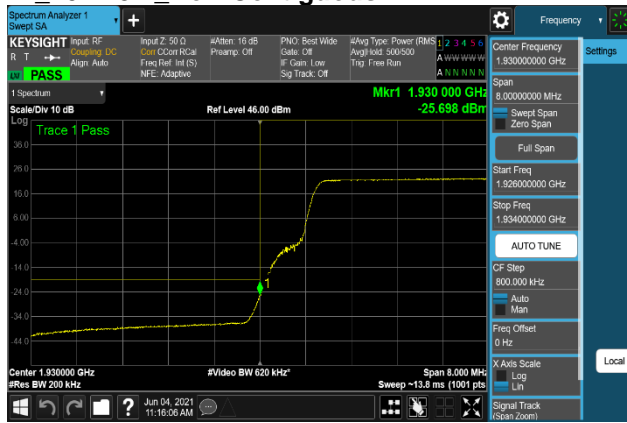 Spectrum Analyzer 1
Swept SA
Frequency
KEYSIGHT
R T
LW PASS
Input: RF
Coupling: DC
Align: Auto
Input Z: 50 Ω
Corr CCorr RCal
Freq Ref: Int (S)
NFE: Adaptive
#Atten: 16 dB
Preamp: Off
PNO: Best Wide
Gate: Off
IF Gain: Low
Sig Track: Off
#Avg Type: Power (RMS
Avg|Hold: 500/500
Trig: Free Run
1 2 3 4 5 6
A W W W W W
A N N N N N
1 Spectrum
Scale/Div 10 dB
Ref Level 46.00 dBm
Mkr1 1.930 000 GHz
-25.698 dBm
Log
Trace 1 Pass
36.0
26.0
16.0
6.00
-4.00
-14.0
-24.0
-34.0
-44.0
1
Center 1.930000 GHz
#Res BW 200 kHz
#Video BW 620 kHz*
Span 8.000 MHz
Sweep ~13.8 ms (1001 pts
Jun 04, 2021
11:16:06 AM
Center Frequency
1.930000000 GHz
Settings
Span
8.00000000 MHz
Swept Span
Zero Span
Full Span
Start Freq
1.926000000 GHz
Stop Freq
1.934000000 GHz
AUTO TUNE
CF Step
800.000 kHz
Auto
Man
Freq Offset
0 Hz
X Axis Scale
Log
Lin
Local
Signal Track
(Span Zoom)